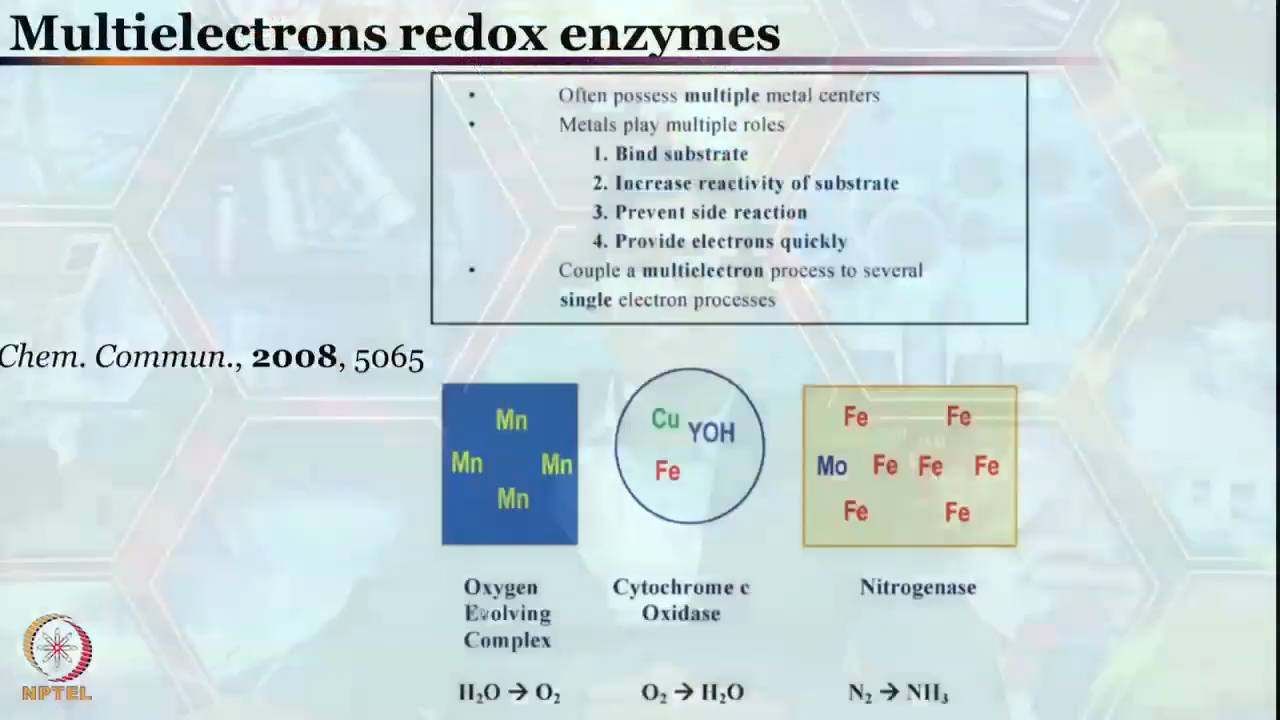 Multielectrons redox enzymes
• Often possess multiple metal centers
• Metals play multiple roles
1. Bind substrate
2. Increase reactivity of substrate
3. Prevent side reaction
4. Provide electrons quickly
• Couple a multielectron process to several
single electron processes
Chem. Commun., 2008, 5065
Mn
Mn Mn
Mn
Cu YOH
Fe
Fe Fe
Mo Fe Fe Fe
Fe Fe
Oxygen
Evolving
Complex
Cytochrome c
Oxidase
Nitrogenase
H₂O → O₂
O₂ → H₂O
N₂ → NH₃
NPTEL